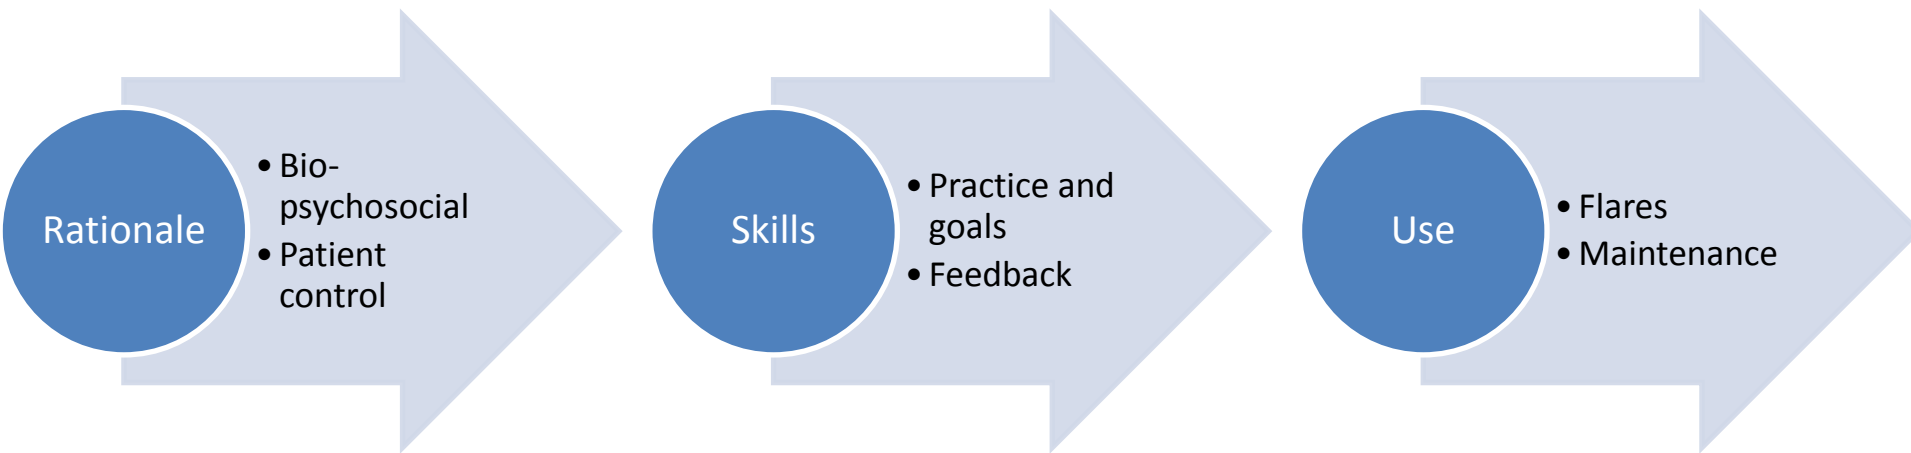 Rationale
• Bio-
psychosocial
• Patient
control
Skills
• Practice and
goals
• Feedback
Use
• Flares
• Maintenance